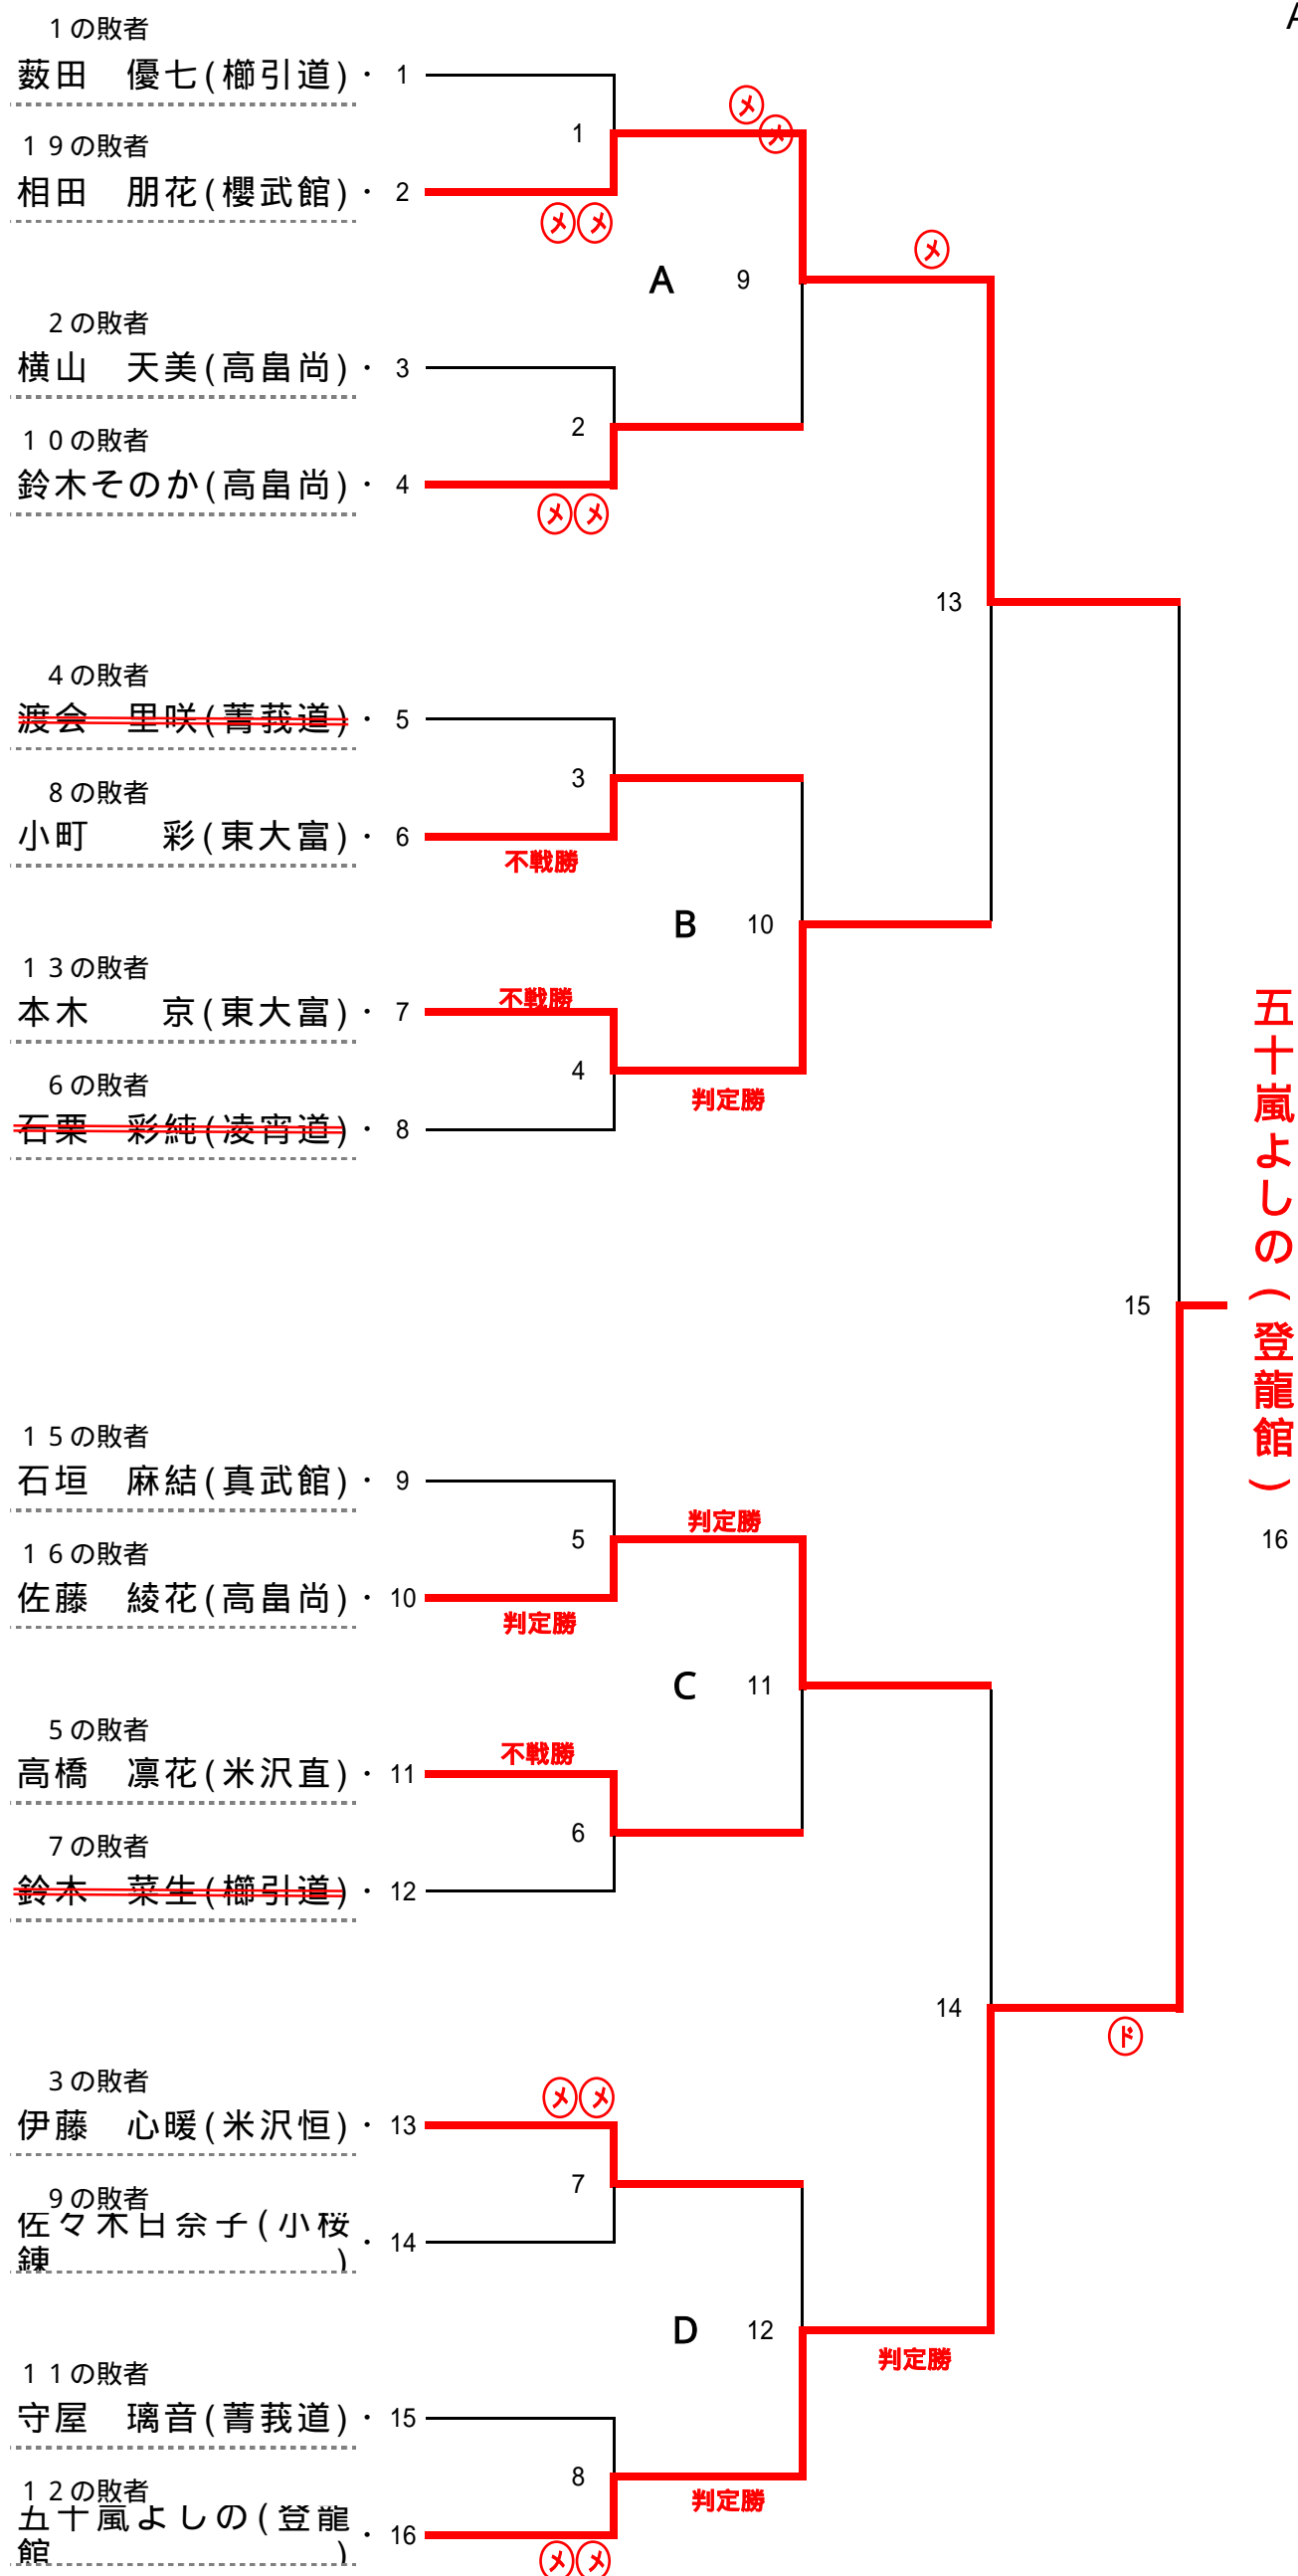 A
1の敗者
薮田 優七(櫛引道)・ 1
1
㋱
㋱
19の敗者
相田 朋花(櫻武館)・ 2
㋱㋱
㋱
A 9
2の敗者
横山 天美(高畠尚)・ 3
2
10の敗者
鈴木そのか(高畠尚)・ 4
㋱㋱
13
4の敗者
渡会 里咲(菁莪道)・ 5
3
8の敗者
小町 彩(東大富)・ 6
不戦勝
B 10
13の敗者
本木 京(東大富)・ 7
不戦勝
4
判定勝
6の敗者
石栗 彩純(凌宵道)・ 8
五十嵐よしの(登龍館)
15
15の敗者
石垣 麻結(真武館)・ 9
5
判定勝
16
16の敗者
佐藤 綾花(高畠尚)・ 10
判定勝
C 11
5の敗者
高橋 凛花(米沢直)・ 11
不戦勝
6
7の敗者
鈴木 菜生(櫛引道)・ 12
14
㋣゙
3の敗者
伊藤 心暖(米沢恒)・ 13
㋱㋱
7
9の敗者
佐々木日奈子(小桜
錬)・ 14
D 12
判定勝
11の敗者
守屋 璃音(菁莪道)・ 15
8
判定勝
12の敗者
五十嵐よしの(登龍
館)・ 16
㋱㋱